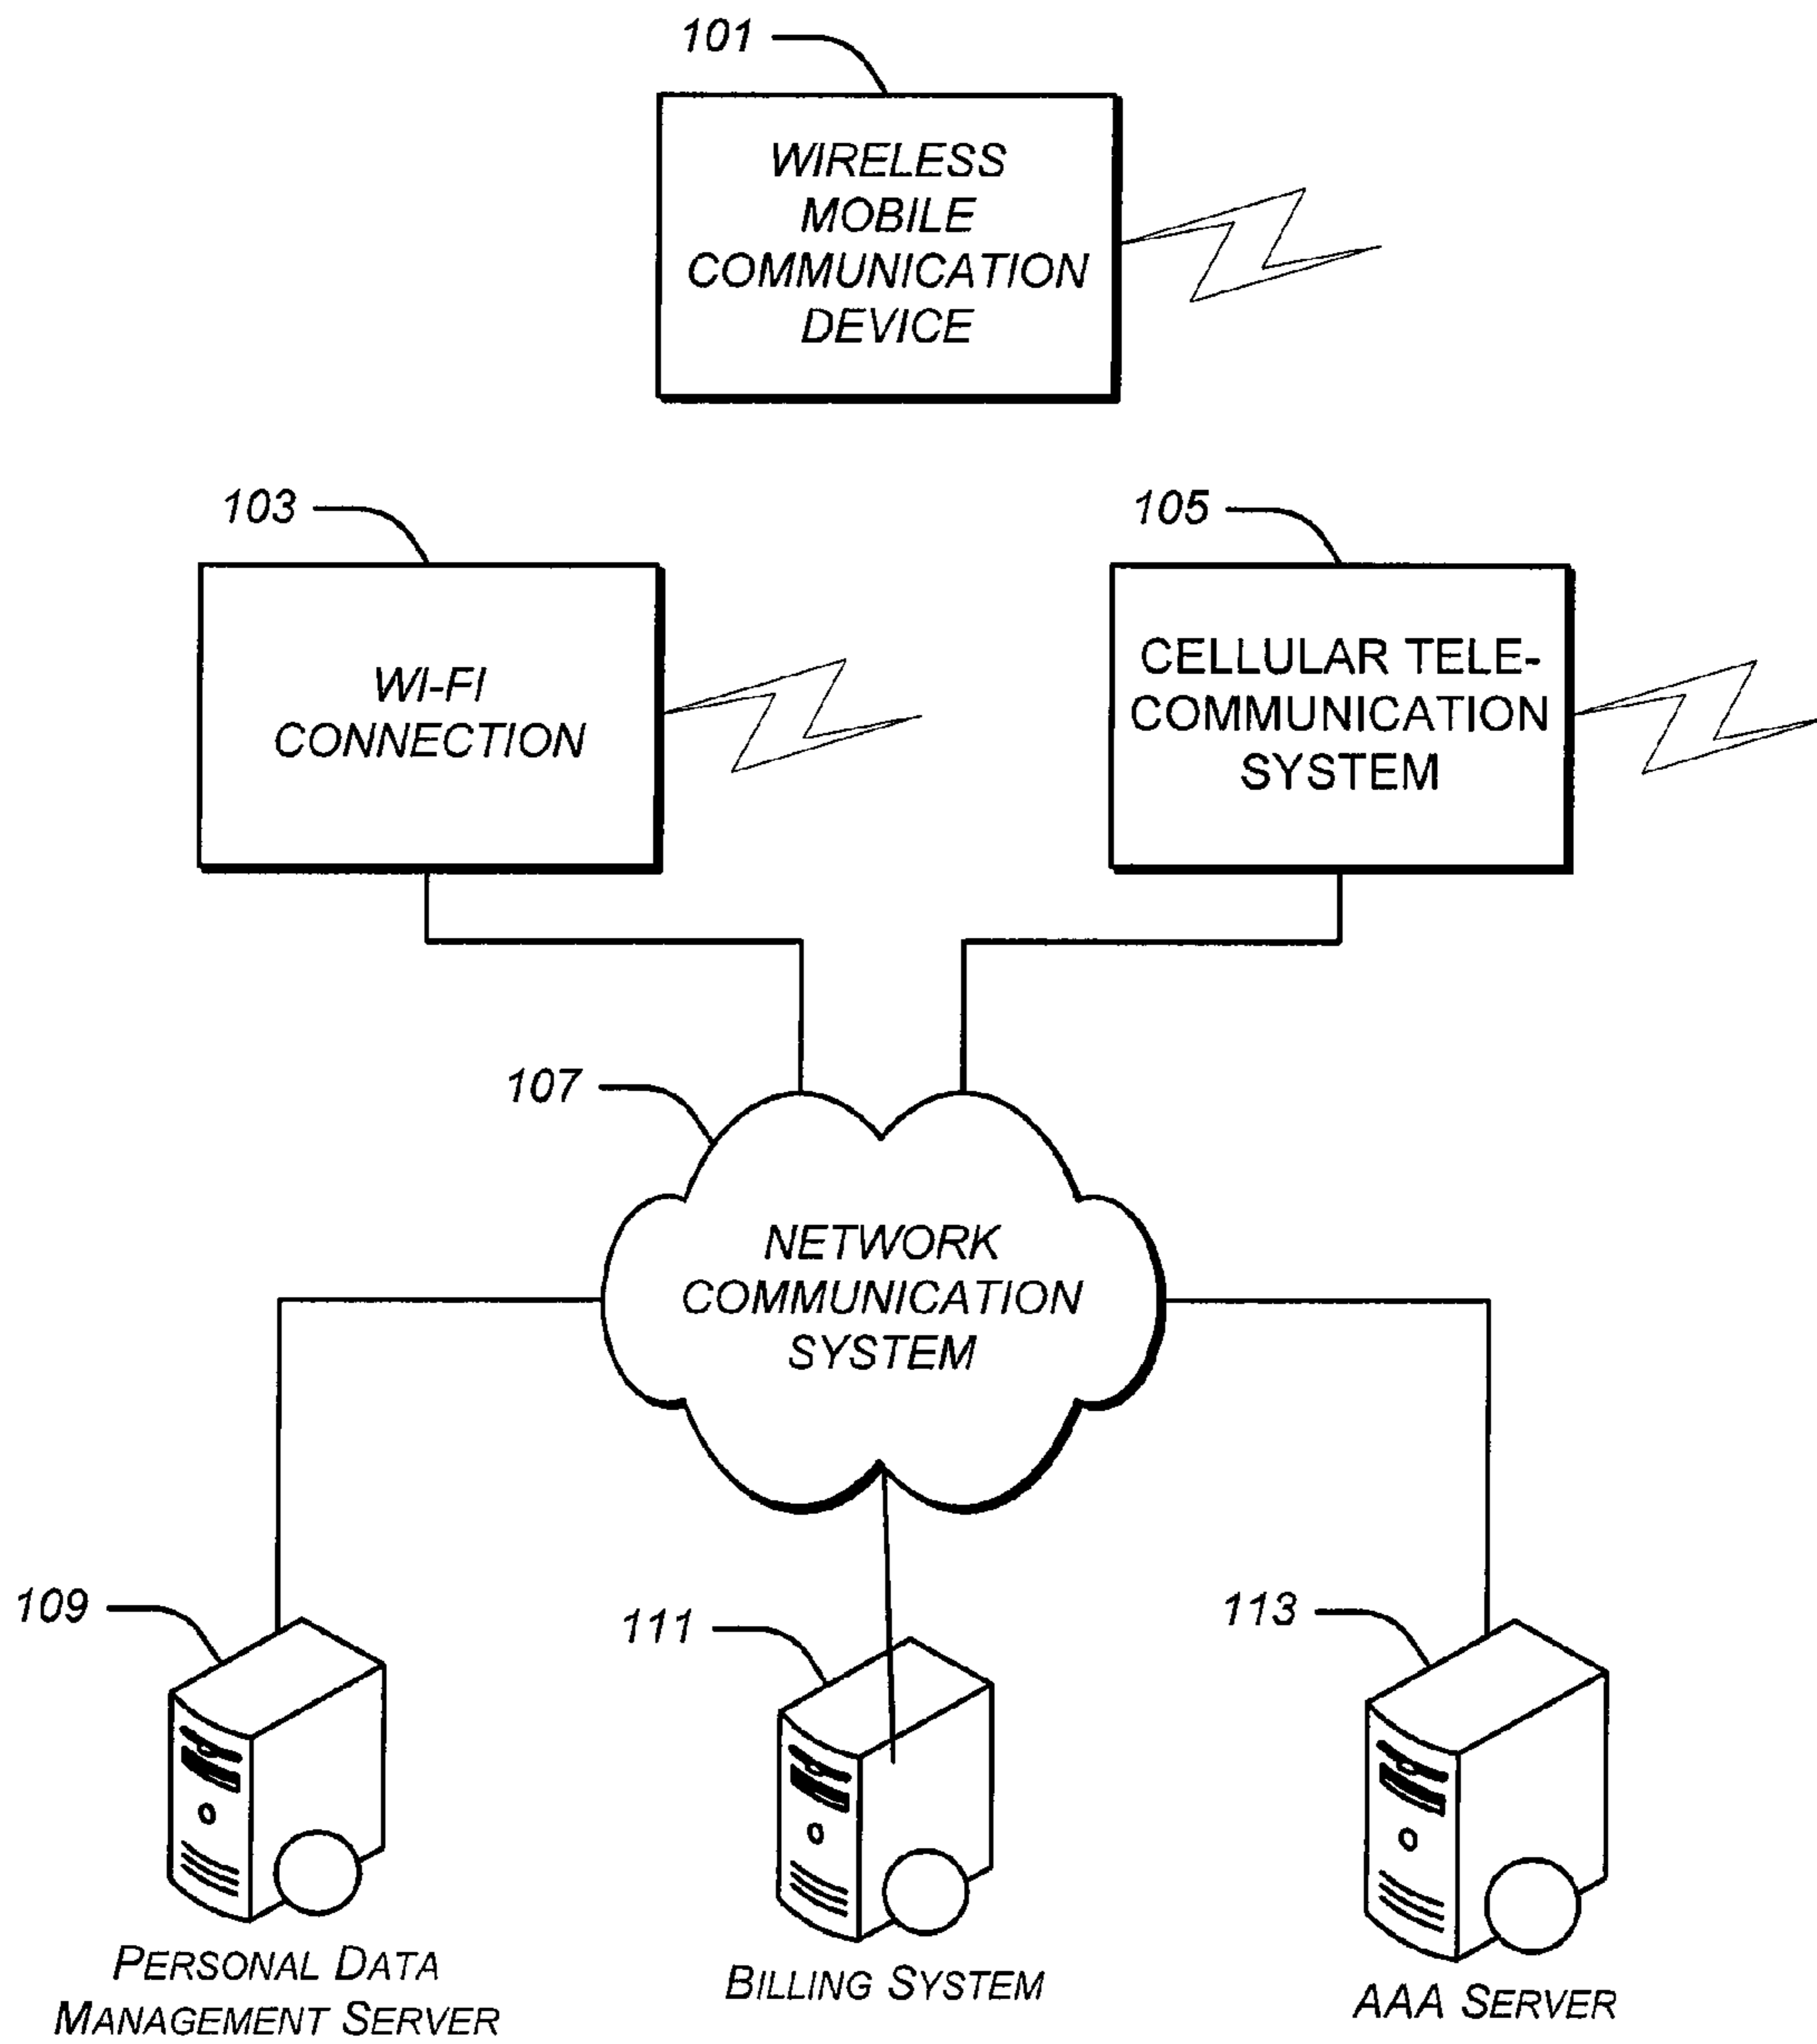 101
WIRELESS
MOBILE
COMMUNICATION
DEVICE
103
105
WI-FI
CONNECTION
CELLULAR TELE-
COMMUNICATION
SYSTEM
107
NETWORK
COMMUNICATION
SYSTEM
109
111
113
PERSONAL DATA
MANAGEMENT SERVER
BILLING SYSTEM
AAA SERVER